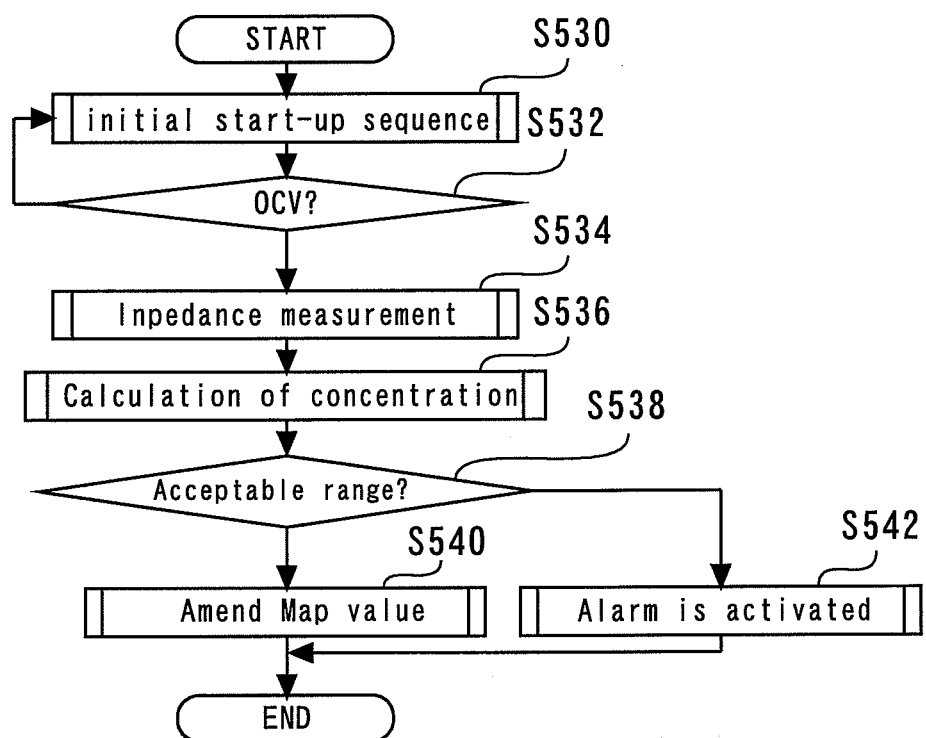 START
S530
initial start-up sequence
S532
OCV?
S534
Inpedance measurement
S536
Calculation of concentration
S538
Acceptable range?
S540
Amend Map value
S542
Alarm is activated
END